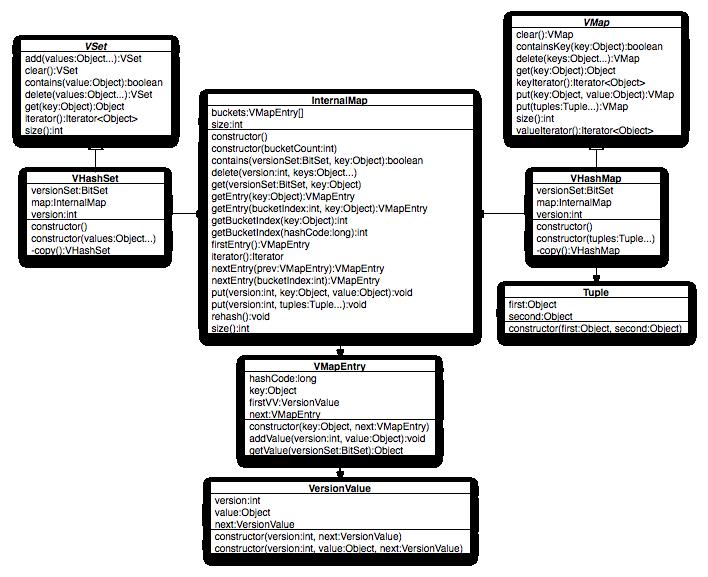 VSet
add(values:Object...):VSet
clear():VSet
contains(value:Object):boolean
delete(values:Object...):VSet
get(key:Object):Object
iterator():Iterator<Object>
size():int
VHashSet
versionSet:BitSet
map:InternalMap
version:int
constructor()
constructor(values:Object...)
-copy():VHashSet
InternalMap
buckets:VMapEntry[]
size:int
constructor()
constructor(bucketCount:int)
contains(versionSet:BitSet, key:Object):boolean
delete(version:int, keys:Object...)
get(versionSet:BitSet, key:Object)
getEntry(key:Object):VMapEntry
getEntry(bucketIndex:int, key:Object):VMapEntry
getBucketIndex(key:Object):int
getBucketIndex(hashCode:long):int
firstEntry():VMapEntry
iterator():Iterator
nextEntry(prev:VMapEntry):VMapEntry
nextEntry(bucketIndex:int):VMapEntry
put(version:int, key:Object, value:Object):void
put(version:int, tuples:Tuple...):void
rehash():void
size():int
VMap
clear():VMap
containsKey(key:Object):boolean
delete(keys:Object...):VMap
get(key:Object):Object
keyIterator():Iterator<Object>
put(key:Object, value:Object):VMap
put(tuples:Tuple...):VMap
size():int
valueIterator():Iterator<Object>
VHashMap
versionSet:BitSet
map:InternalMap
version:int
constructor()
constructor(tuples:Tuple...)
-copy():VHashMap
Tuple
first:Object
second:Object
constructor(first:Object, second:Object)
VMapEntry
hashCode:long
key:Object
firstVV:VersionValue
next:VMapEntry
constructor(key:Object, next:VMapEntry)
addValue(version:int, value:Object):void
getValue(versionSet:BitSet):Object
VersionValue
version:int
value:Object
next:VersionValue
constructor(version:int, next:VersionValue)
constructor(version:int, value:Object, next:VersionValue)